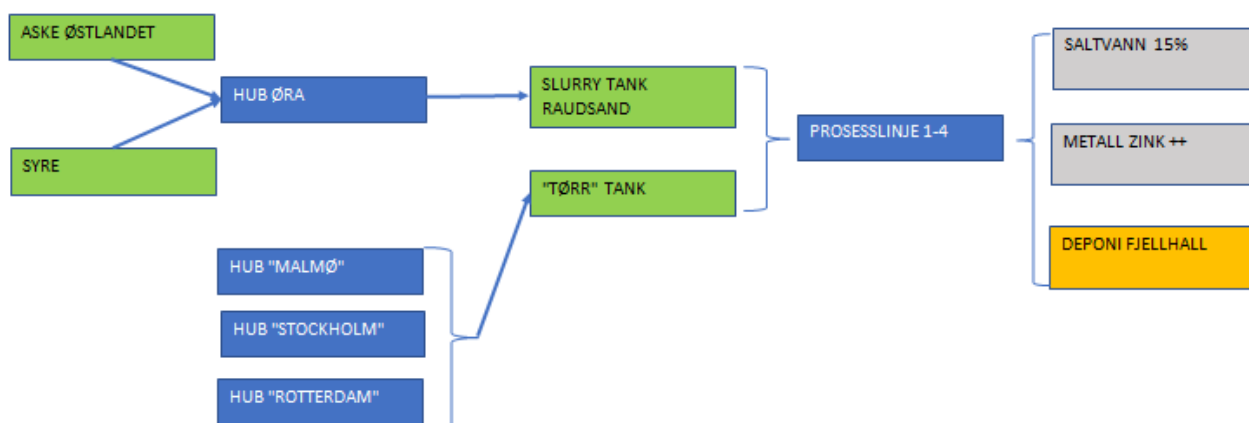 ASKE ØSTLANDET
SYRE
HUB ØRA
HUB "MALMØ"
HUB "STOCKHOLM"
HUB "ROTTERDAM"
SLURRY TANK
RAUDSAND
"TØRR" TANK
PROSESSLINJE 1-4
SALTVANN 15%
METALL ZINK ++
DEPONI FJELLHALL